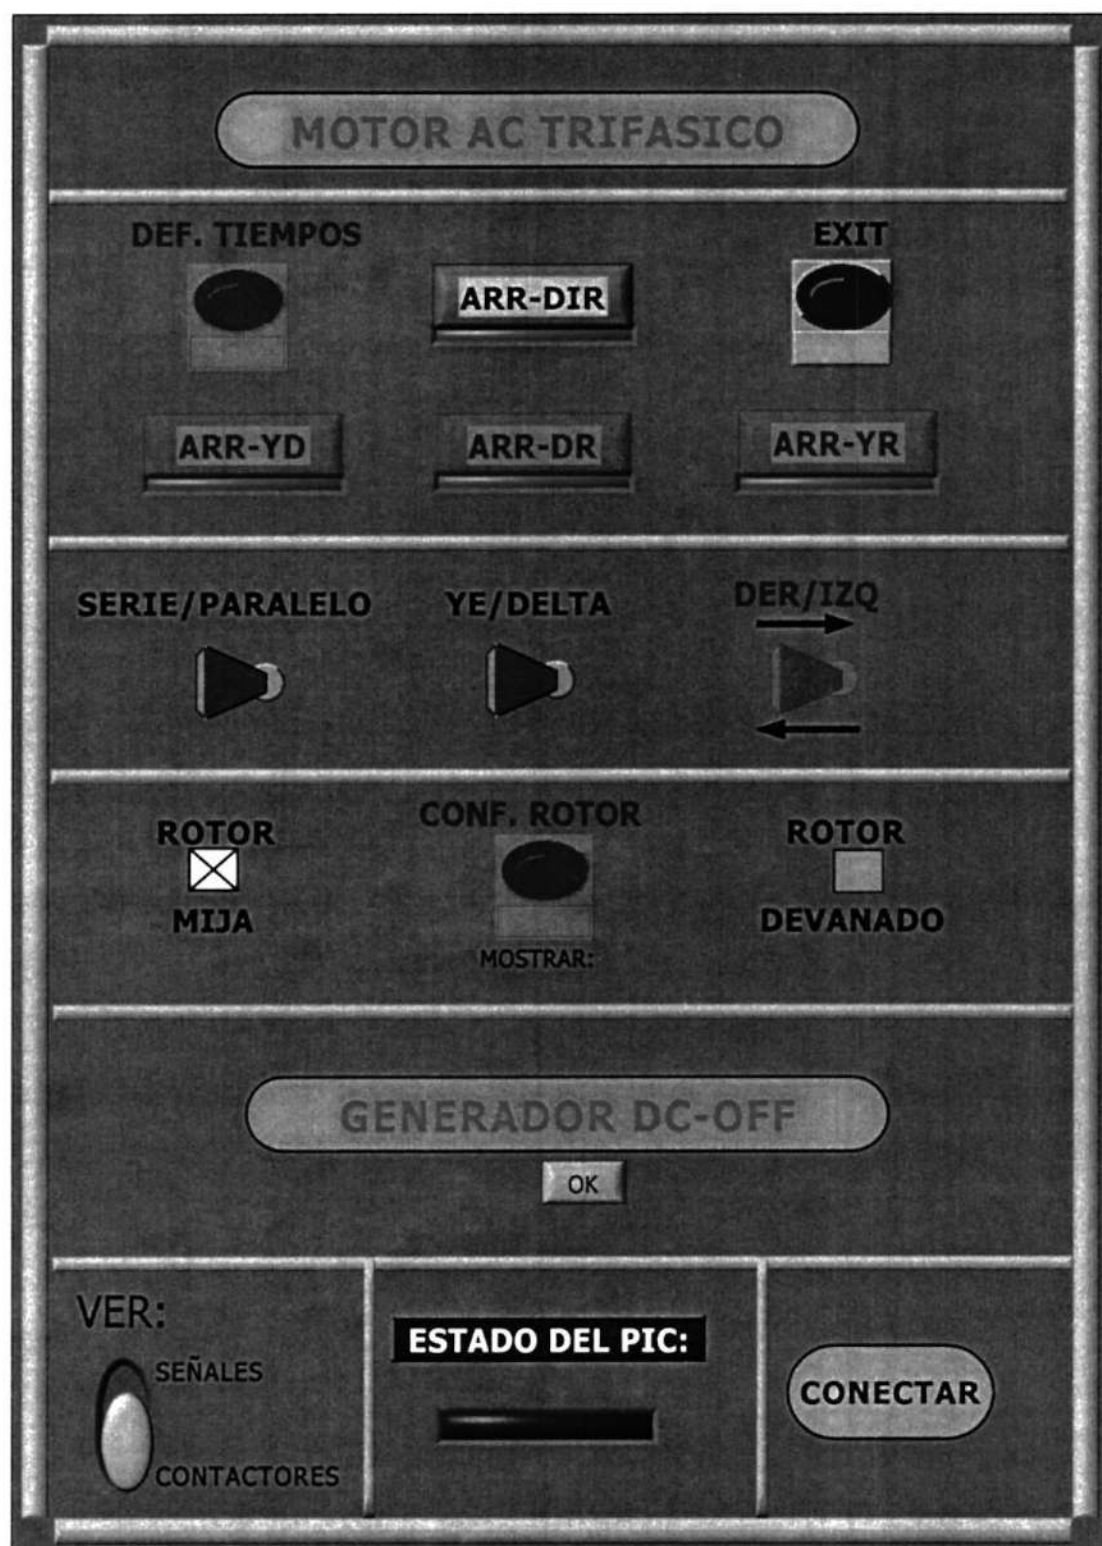 MOTOR AC TRIFASICO
DEF. TIEMPOS
EXIT
ARR-DIR
ARR-YD
ARR-DR
ARR-YR
SERIE/PARALELO
YE/DELTA
DER/IZQ
ROTOR
MIJA
CONF. ROTOR
MOSTRAR:
ROTOR
DEVANADO
GENERADOR DC-OFF
OK
VER:
SEÑALES
CONTACTORES
ESTADO DEL PIC:
CONECTAR